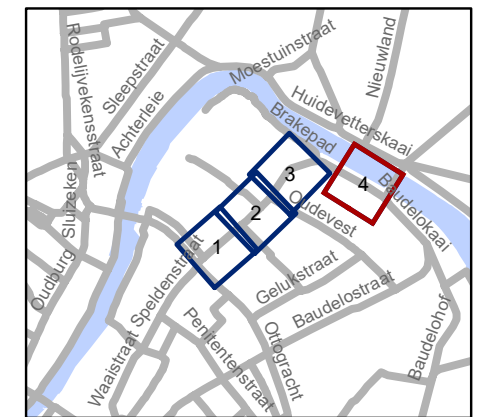 Rodelijvekensstraat
Sleepstraat
Moestuinstraat
Nieuwland
Achterleie
Huidevetterskaai
Brakepad
Sluizeken
3
4
Baudelokaai
Oudevest
2
1
Oudburg
Speldenstraat
Gelukstraat
Baudelostraat
Waaistraat
Penitentenstraat
Ottogracht
Baudelohof